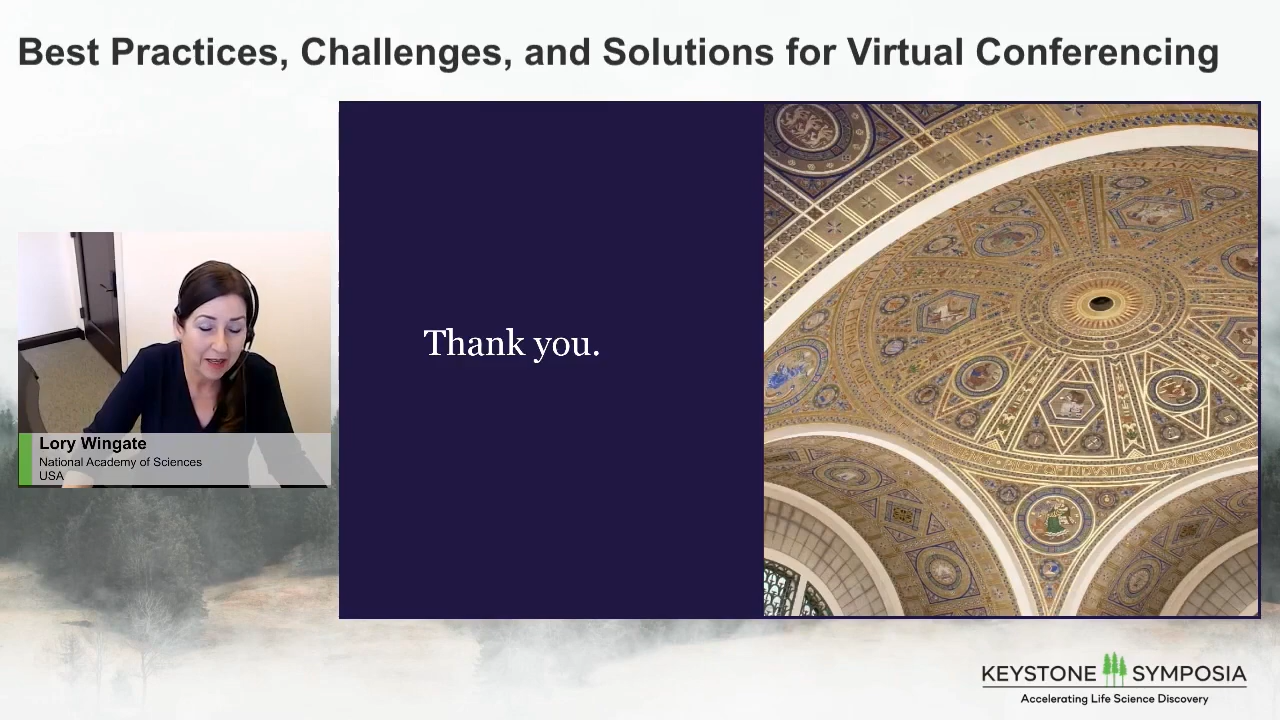 Best Practices, Challenges, and Solutions for Virtual Conferencing
Thank you.
Lory Wingate
National Academy of Sciences
USA
KEYSTONE SYMPOSIA
Accelerating Life Science Discovery